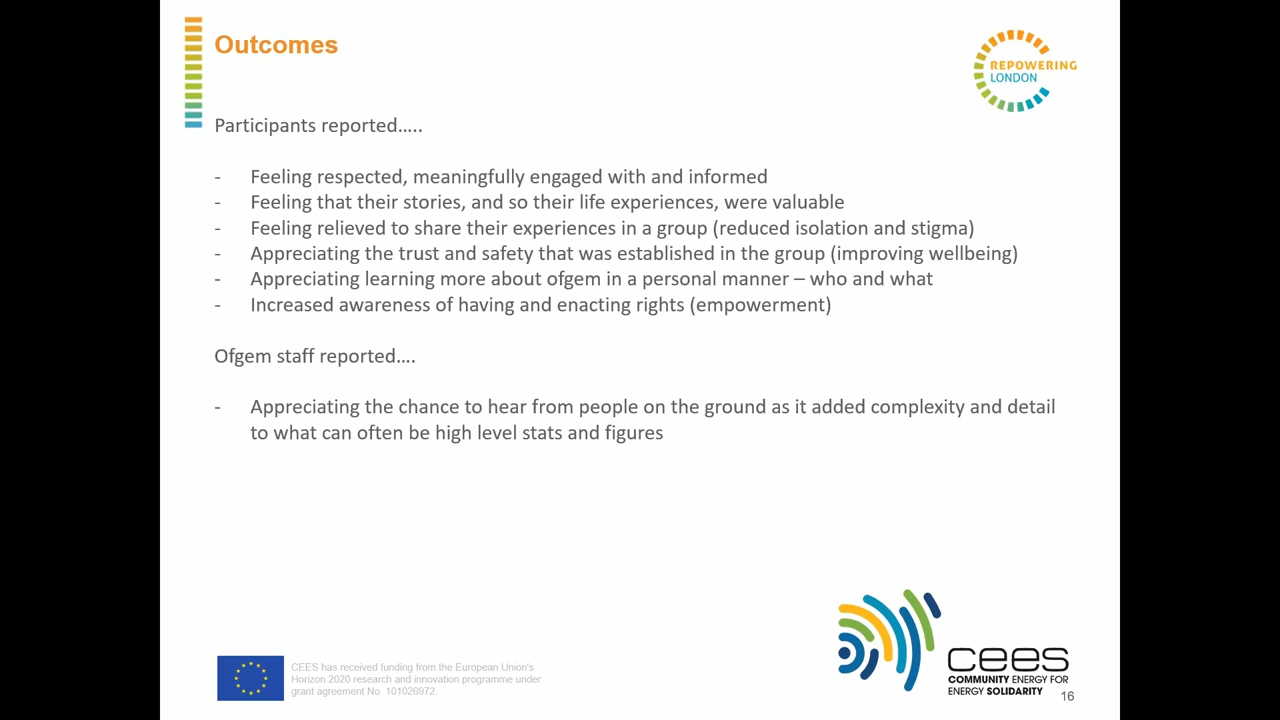 Outcomes
REPOWERING
LONDON
Participants reported…..
- Feeling respected, meaningfully engaged with and informed
- Feeling that their stories, and so their life experiences, were valuable
- Feeling relieved to share their experiences in a group (reduced isolation and stigma)
- Appreciating the trust and safety that was established in the group (improving wellbeing)
- Appreciating learning more about ofgem in a personal manner – who and what
- Increased awareness of having and enacting rights (empowerment)
Ofgem staff reported….
- Appreciating the chance to hear from people on the ground as it added complexity and detail
to what can often be high level stats and figures
CEES has received funding from the European Union's
Horizon 2020 research and innovation programme under
grant agreement No. 101026972.
cees
COMMUNITY ENERGY FOR
ENERGY SOLIDARITY
16